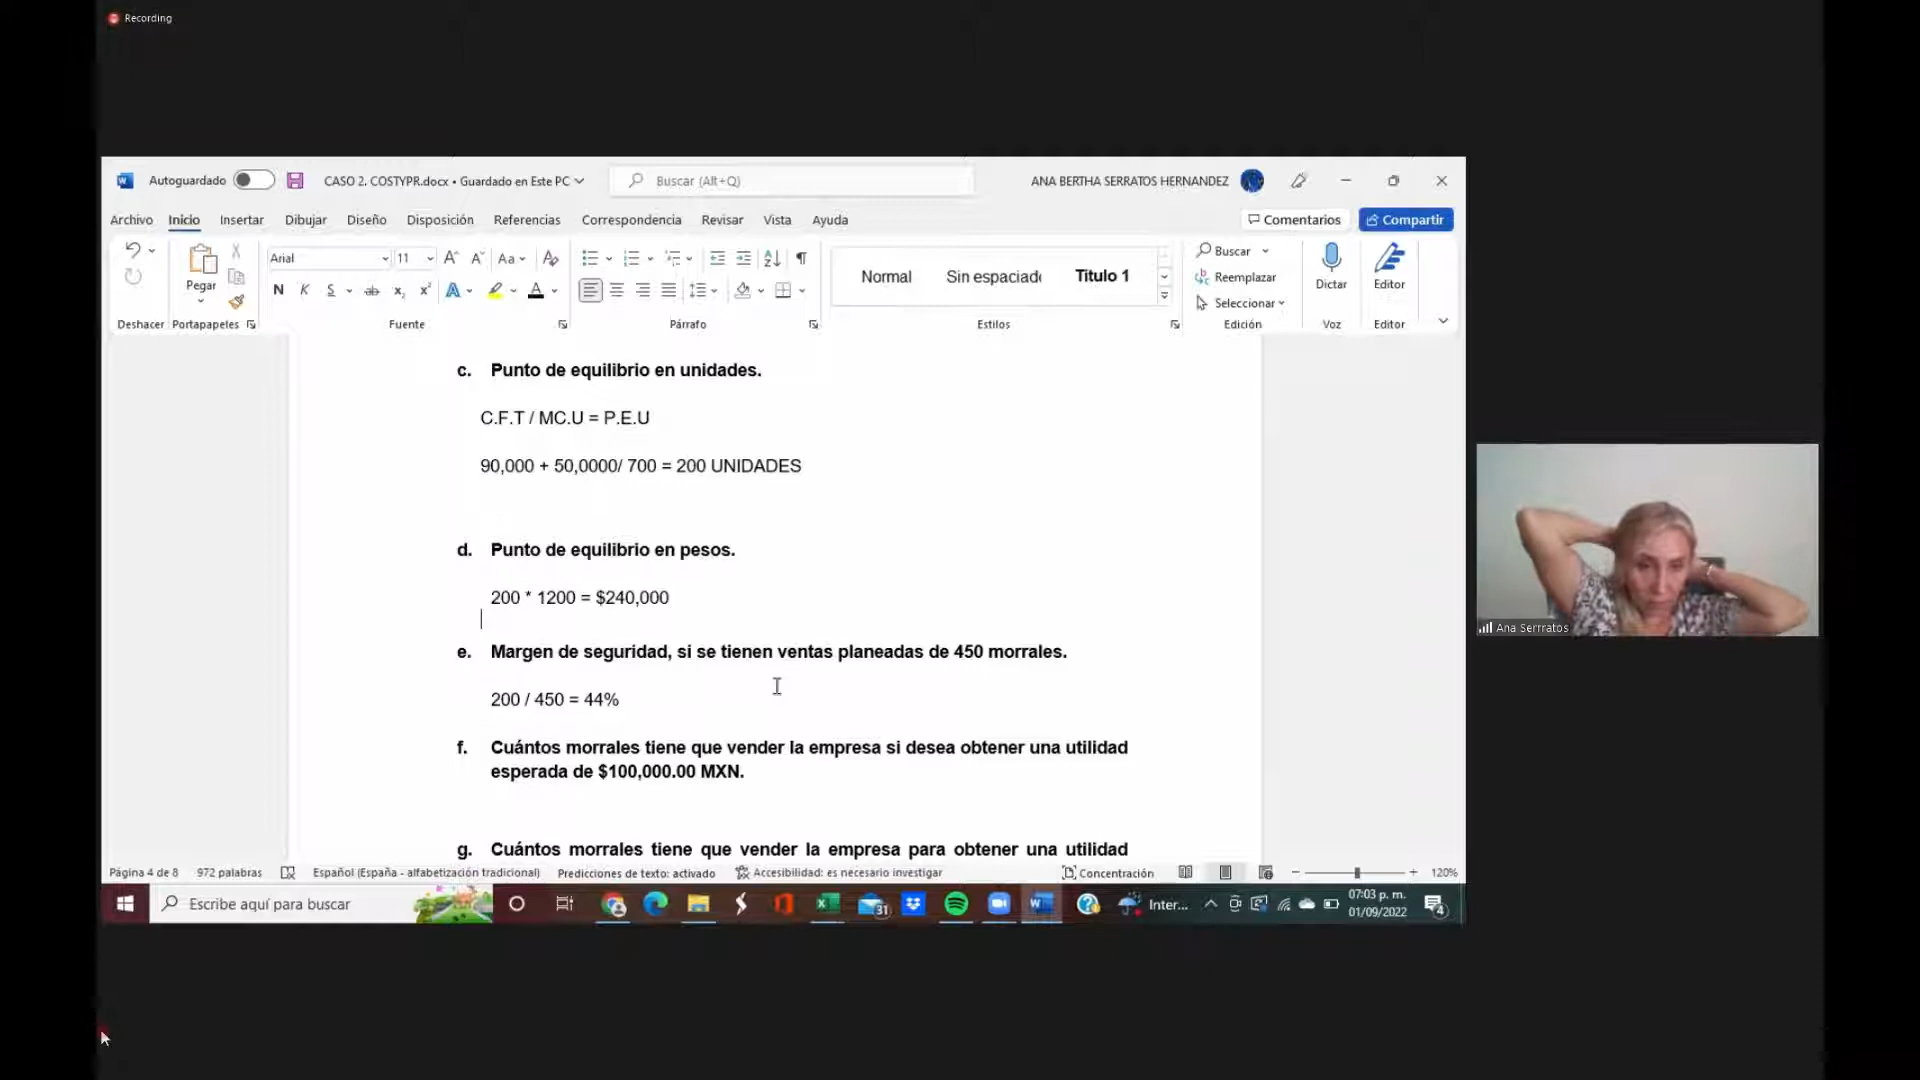 Recording
Autoguardado
CASO 2. COSTYPR.docx • Guardado en Este PC
Buscar (Alt+Q)
ANA BERTHA SERRATOS HERNANDEZ
Archivo Inicio Insertar Dibujar Diseño Disposición Referencias Correspondencia Revisar Vista Ayuda
Comentarios Compartir
Pegar
Arial 11
N K S ab
Normal Sin espaciado Título 1
Buscar
Reemplazar
Seleccionar
Dictar Editor
Deshacer Portapapeles Fuente Párrafo Estilos Edición Voz Editor
c. Punto de equilibrio en unidades.
C.F.T / MC.U = P.E.U
90,000 + 50,0000/ 700 = 200 UNIDADES
d. Punto de equilibrio en pesos.
200 * 1200 = $240,000
e. Margen de seguridad, si se tienen ventas planeadas de 450 morrales.
200 / 450 = 44%
f. Cuántos morrales tiene que vender la empresa si desea obtener una utilidad
esperada de $100,000.00 MXN.
g. Cuántos morrales tiene que vender la empresa para obtener una utilidad
Ana Serrratos
Página 4 de 8 972 palabras Español (España - alfabetización tradicional) Predicciones de texto: activado Accesibilidad: es necesario investigar Concentración 120%
Escribe aquí para buscar
31
Inter...
07:03 p. m.
01/09/2022
4